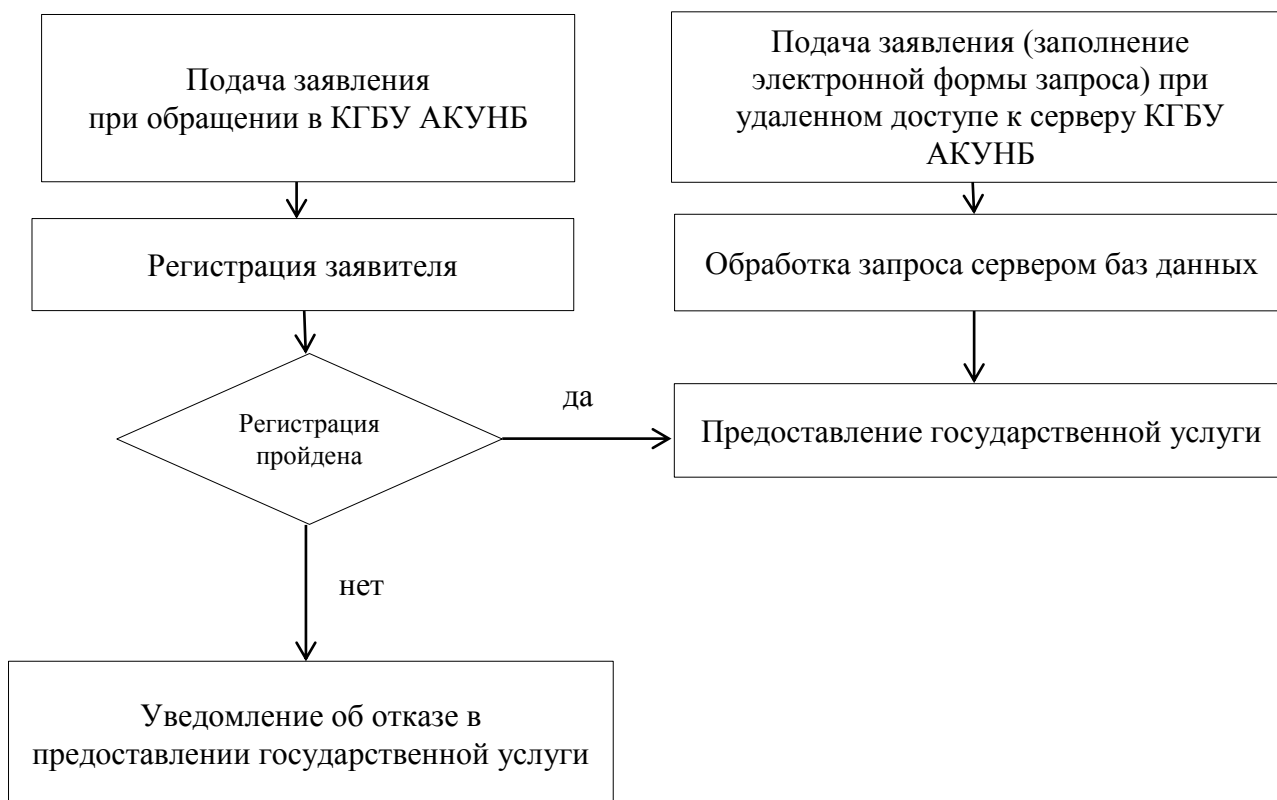 Подача заявления
при обращении в КГБУ АКУНБ
Подача заявления (заполнение
электронной формы запроса) при
удаленном доступе к серверу КГБУ
АКУНБ
Регистрация заявителя
Обработка запроса сервером баз данных
Регистрация
пройдена
да
Предоставление государственной услуги
нет
Уведомление об отказе в
предоставлении государственной услуги